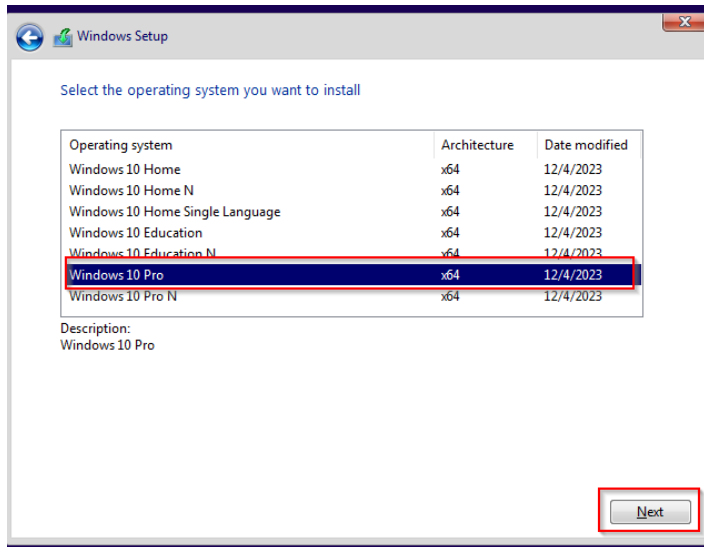 Windows Setup
Select the operating system you want to install
Operating system Architecture Date modified
Windows 10 Home x64 12/4/2023
Windows 10 Home N x64 12/4/2023
Windows 10 Home Single Language x64 12/4/2023
Windows 10 Education x64 12/4/2023
Windows 10 Education N x64 12/4/2023
Windows 10 Pro x64 12/4/2023
Windows 10 Pro N x64 12/4/2023
Description:
Windows 10 Pro
Next